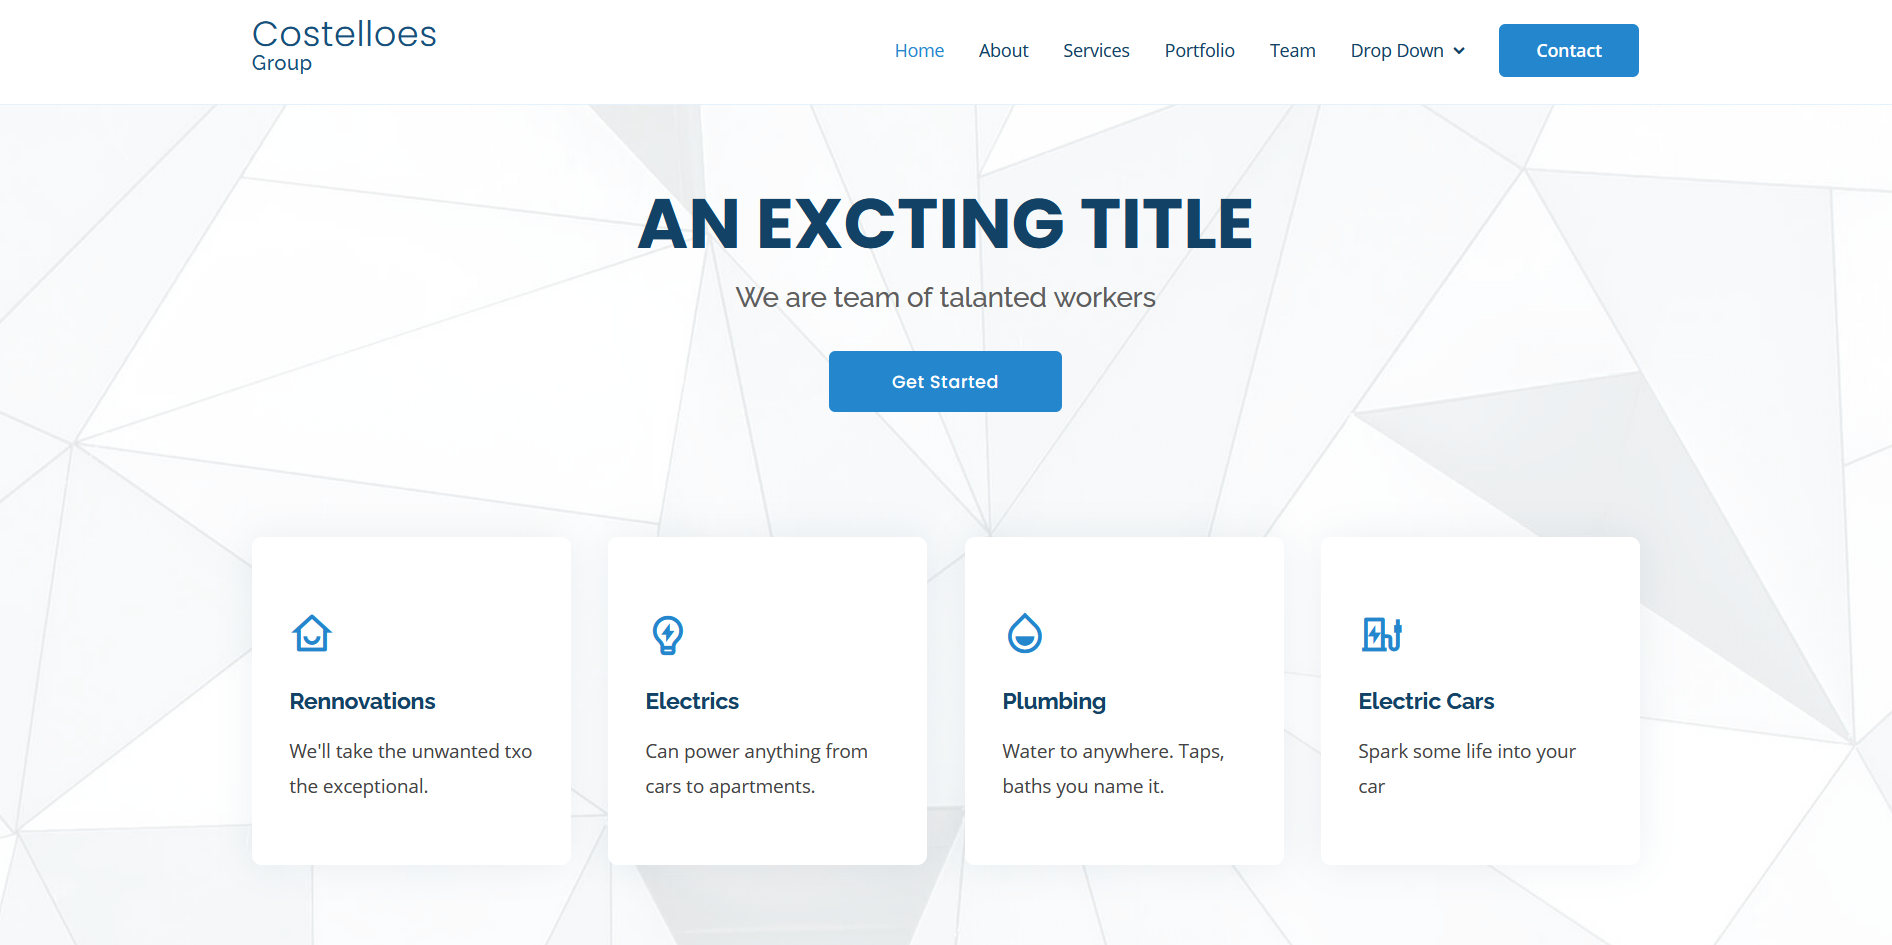 Costelloes
Group
Home About Services Portfolio Team Drop Down Contact
AN EXCTING TITLE
We are team of talanted workers
Get Started
Rennovations
We'll take the unwanted txo
the exceptional.
Electrics
Can power anything from
cars to apartments.
Plumbing
Water to anywhere. Taps,
baths you name it.
Electric Cars
Spark some life into your
car